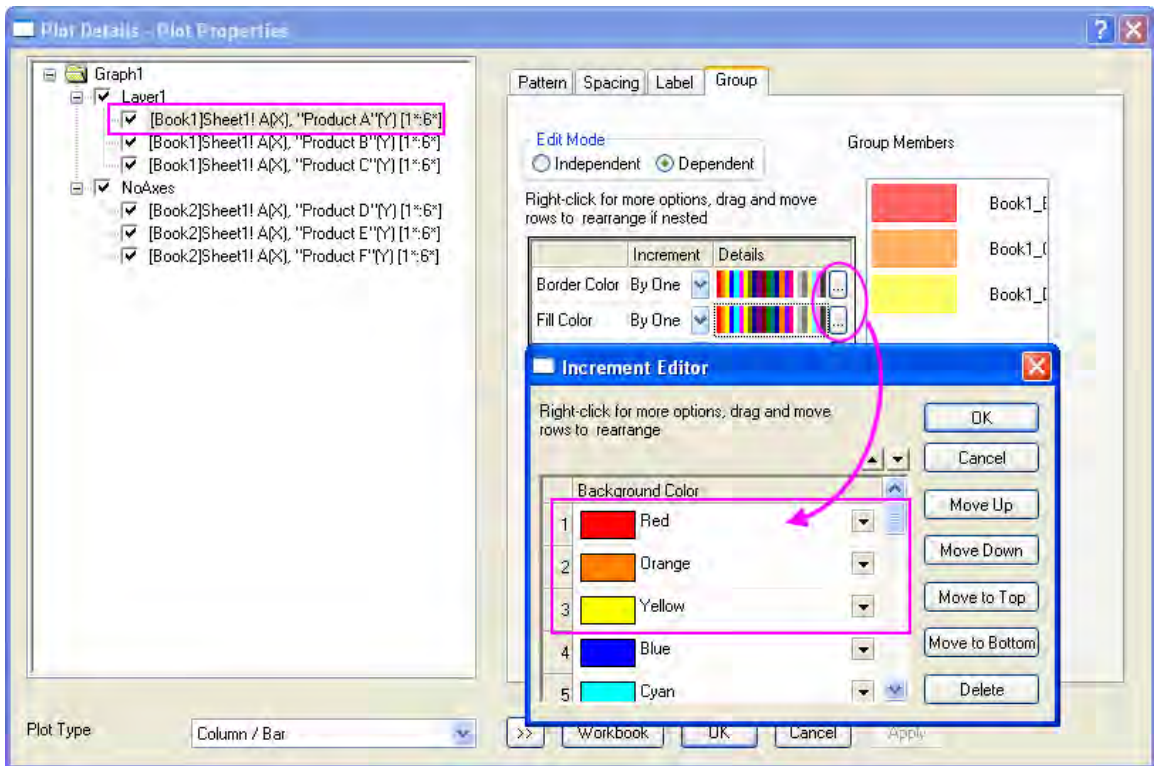 Plot Details - Plot Properties
Graph1
Layer1
[Book1]Sheet1! A(X), "Product A"(Y) [1*:6*]
[Book1]Sheet1! A(X), "Product B"(Y) [1*:6*]
[Book1]Sheet1! A(X), "Product C"(Y) [1*:6*]
NoAxes
[Book2]Sheet1! A(X), "Product D"(Y) [1*:6*]
[Book2]Sheet1! A(X), "Product E"(Y) [1*:6*]
[Book2]Sheet1! A(X), "Product F"(Y) [1*:6*]
Pattern Spacing Label Group
Edit Mode
Independent Dependent
Group Members
Right-click for more options, drag and move
rows to rearrange if nested
Increment Details
Border Color By One ...
Fill Color By One ...
Book1_
Book1_
Book1_
Increment Editor
Right-click for more options, drag and move
rows to rearrange
Background Color
1 Red
2 Orange
3 Yellow
4 Blue
5 Cyan
OK
Cancel
Move Up
Move Down
Move to Top
Move to Bottom
Delete
Plot Type Column / Bar >> Workbook OK Cancel Apply